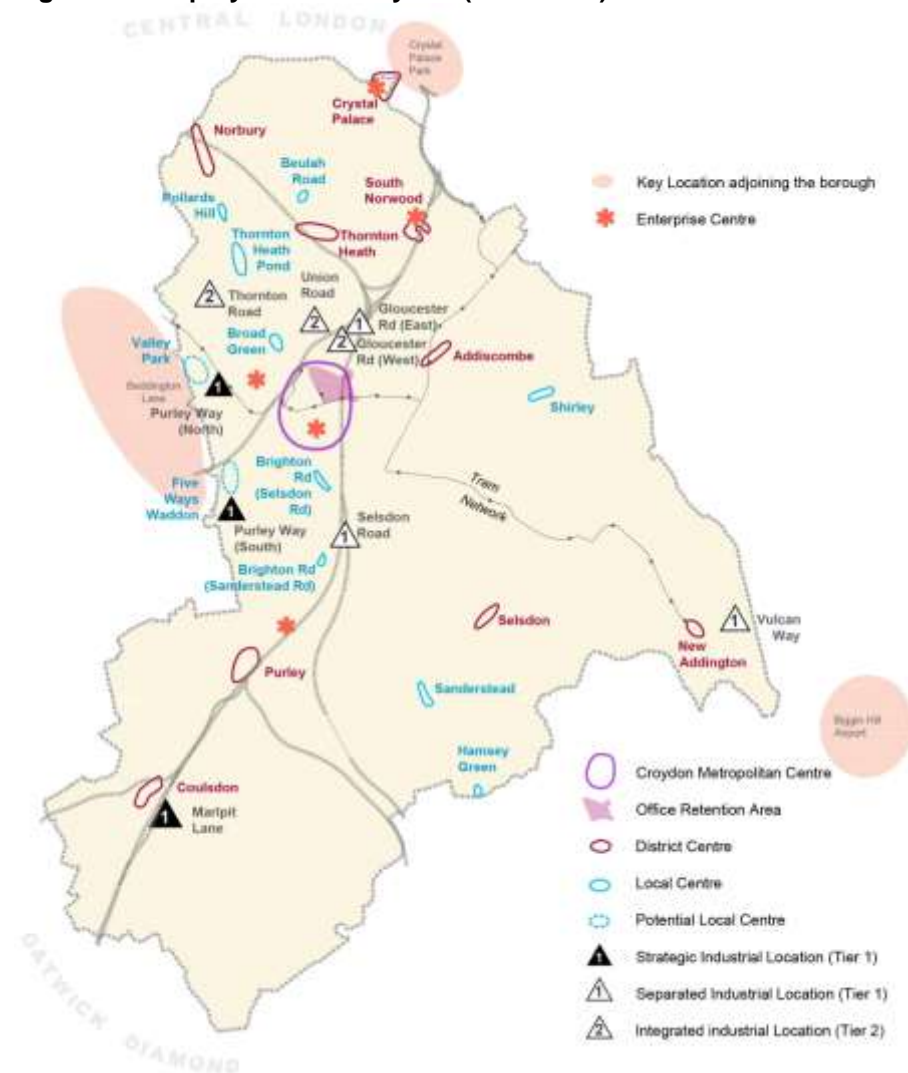 CENTRAL LONDON
Crystal
Palace
Park
Crystal
Palace
Norbury
Beulah
Road
South
Norwood
Pollards
Hill
Thornton
Heath
Thornton
Heath
Pond
Union
Road
2
Thornton
Road
2
1
Gloucester
Rd (East)
2
Gloucester
Rd (West)
Broad
Green
Valley
Park
Beddington
Lane
1
Purley Way
(North)
Addiscombe
Shirley
Five
Ways
Waddon
Brighton
Rd
(Selsdon
Rd)
1
Purley Way
(South)
Selsdon
Road
1
Tram
Network
Brighton Rd
(Sanderstead Rd)
Selsdon
1
Vulcan
Way
New
Addington
Purley
Sanderstead
Biggin Hill
Airport
Hamsey
Green
Coulsdon
1
Marlpit
Lane
GATWICK DIAMOND
Key Location adjoining the borough
Enterprise Centre
Croydon Metropolitan Centre
Office Retention Area
District Centre
Local Centre
Potential Local Centre
1 Strategic Industrial Location (Tier 1)
1 Separated Industrial Location (Tier 1)
2 Integrated industrial Location (Tier 2)